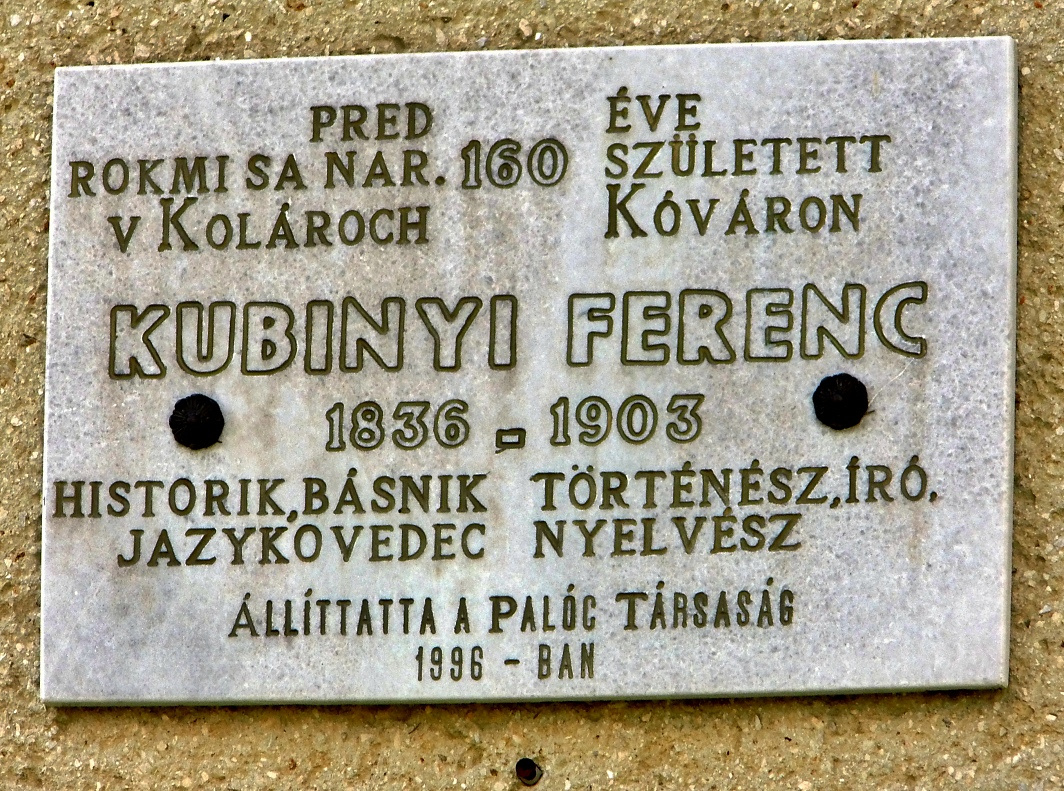 PRED 160 ÉVE
ROKMI SA NAR. SZÜLETETT
V KOLÁROCH KÓVÁRON
KUBINYI FERENC
1836 - 1903
HISTORIK, BÁSNIK TÖRTÉNÉSZ, ÍRÓ,
JAZYKOVEDEC NYELVÉSZ
ÁLLÍTTATTA A PALÓC TÁRSASÁG
1996 - BAN